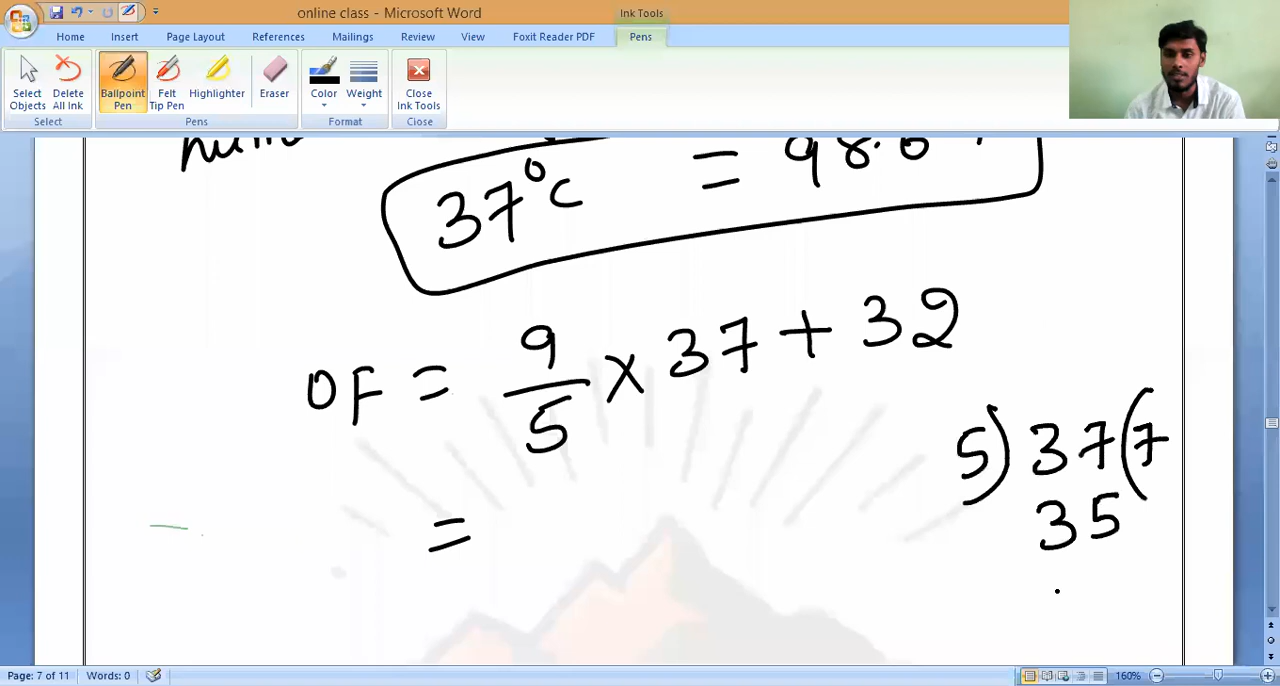 online class - Microsoft Word
Ink Tools
Home Insert Page Layout References Mailings Review View Foxit Reader PDF Pens
Select Objects Delete All Ink Ballpoint Pen Felt Tip Pen Highlighter Eraser Color Weight Close Ink Tools
Select Pens Format Close
37°C = 98.6
OF = 9/5 × 37 + 32
5) 37 (7
35
=
Page: 7 of 11 Words: 0 160%